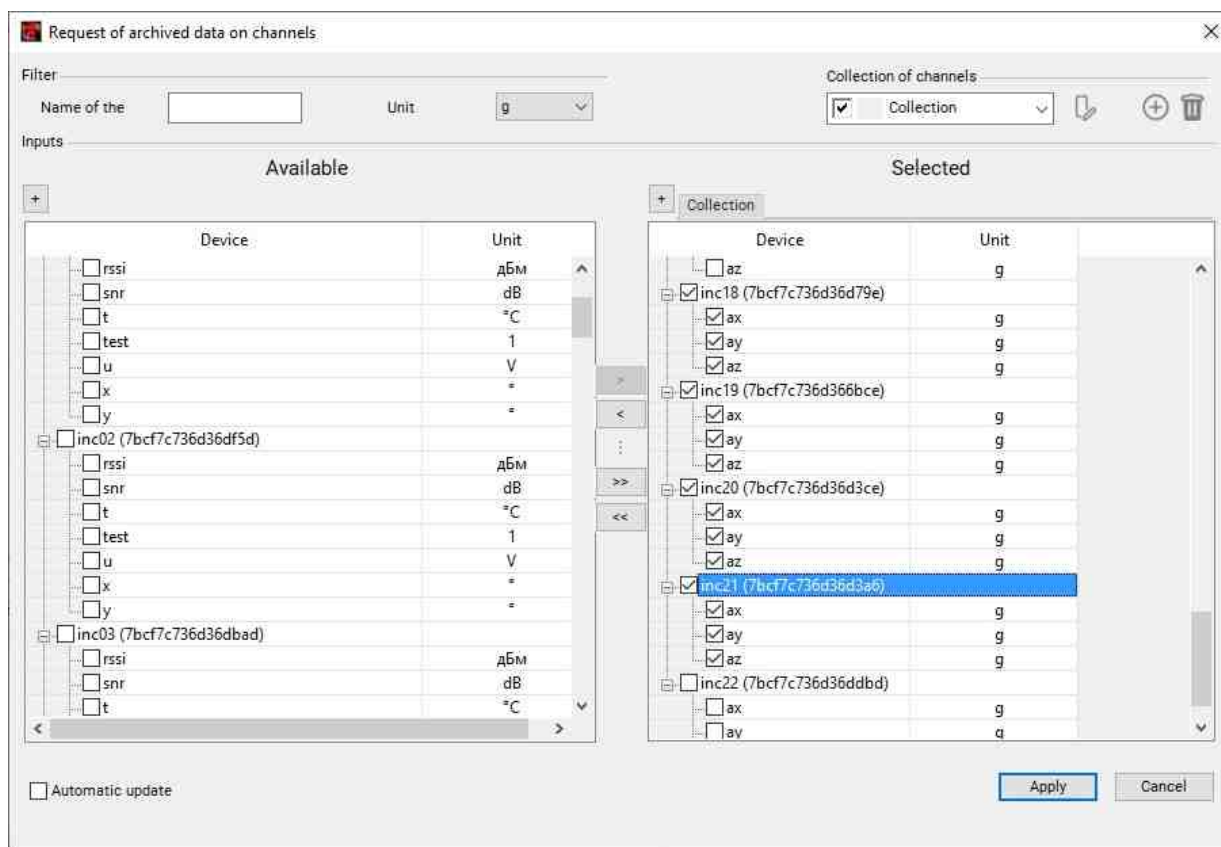 Request of archived data on channels
Filter
Collection of channels
Name of the
Unit
g
Collection
Inputs
Available
Selected
+
+
Collection
Device Unit
rssi дБм
snr dB
t °C
test 1
u V
x °
y °
inc02 (7bcf7c736d36df5d)
rssi дБм
snr dB
t °C
test 1
u V
x °
y °
inc03 (7bcf7c736d36dbad)
rssi дБм
snr dB
t °C
>
<
⋮
>>
<<
Device Unit
az g
inc18 (7bcf7c736d36d79e)
ax g
ay g
az g
inc19 (7bcf7c736d366bce)
ax g
ay g
az g
inc20 (7bcf7c736d36d3ce)
ax g
ay g
az g
inc21 (7bcf7c736d36d3a6)
ax g
ay g
az g
inc22 (7bcf7c736d36ddbd)
ax g
ay g
Automatic update
Apply
Cancel